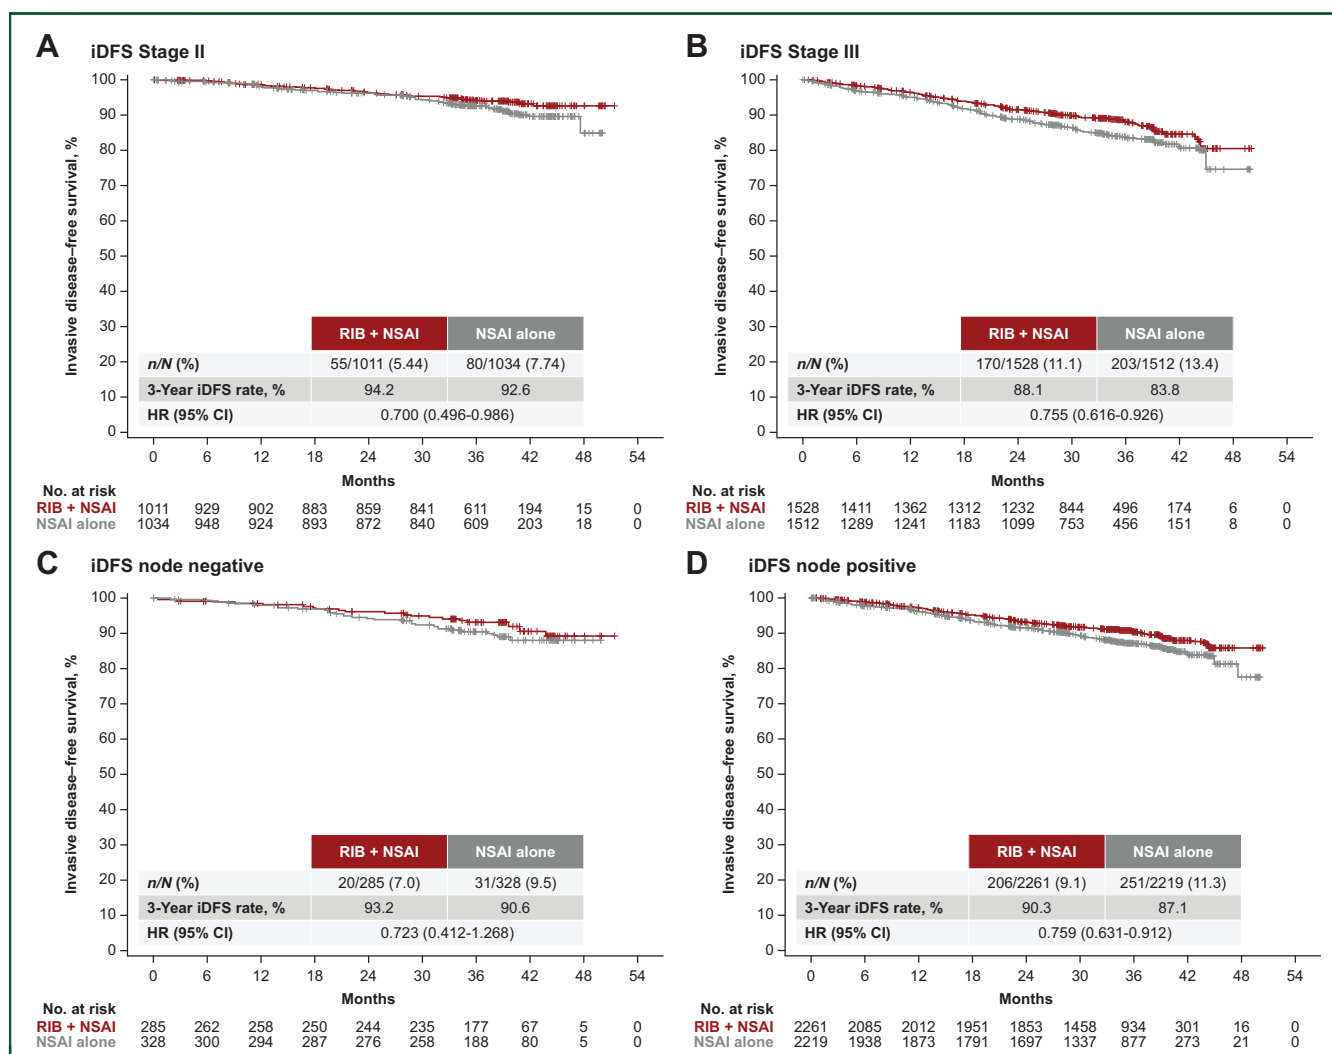 A iDFS Stage II
Invasive disease–free survival, %
100
90
80
70
60
50
40
30
20
10
0
RIB + NSAI NSAI alone
n/N (%) 55/1011 (5.44) 80/1034 (7.74)
3-Year iDFS rate, % 94.2 92.6
HR (95% CI) 0.700 (0.496-0.986)
0 6 12 18 24 30 36 42 48 54
Months
No. at risk
RIB + NSAI 1011 929 902 883 859 841 611 194 15 0
NSAI alone 1034 948 924 893 872 840 609 203 18 0
B iDFS Stage III
Invasive disease–free survival, %
100
90
80
70
60
50
40
30
20
10
0
RIB + NSAI NSAI alone
n/N (%) 170/1528 (11.1) 203/1512 (13.4)
3-Year iDFS rate, % 88.1 83.8
HR (95% CI) 0.755 (0.616-0.926)
0 6 12 18 24 30 36 42 48 54
Months
No. at risk
RIB + NSAI 1528 1411 1362 1312 1232 844 496 174 6 0
NSAI alone 1512 1289 1241 1183 1099 753 456 151 8 0
C iDFS node negative
Invasive disease–free survival, %
100
90
80
70
60
50
40
30
20
10
0
RIB + NSAI NSAI alone
n/N (%) 20/285 (7.0) 31/328 (9.5)
3-Year iDFS rate, % 93.2 90.6
HR (95% CI) 0.723 (0.412-1.268)
0 6 12 18 24 30 36 42 48 54
Months
No. at risk
RIB + NSAI 285 262 258 250 244 235 177 67 5 0
NSAI alone 328 300 294 287 276 258 188 80 5 0
D iDFS node positive
Invasive disease–free survival, %
100
90
80
70
60
50
40
30
20
10
0
RIB + NSAI NSAI alone
n/N (%) 206/2261 (9.1) 251/2219 (11.3)
3-Year iDFS rate, % 90.3 87.1
HR (95% CI) 0.759 (0.631-0.912)
0 6 12 18 24 30 36 42 48 54
Months
No. at risk
RIB + NSAI 2261 2085 2012 1951 1853 1458 934 301 16 0
NSAI alone 2219 1938 1873 1791 1697 1337 877 273 21 0